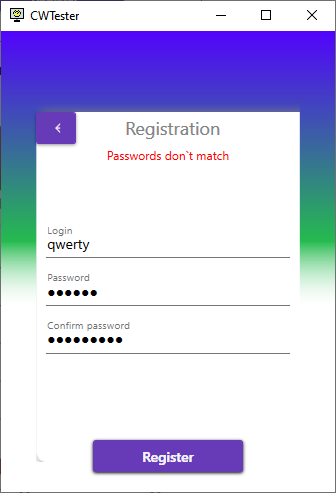 CWTester
Registration
Passwords don`t match
Login
qwerty
Password
●●●●●●
Confirm password
●●●●●●●●●
Register